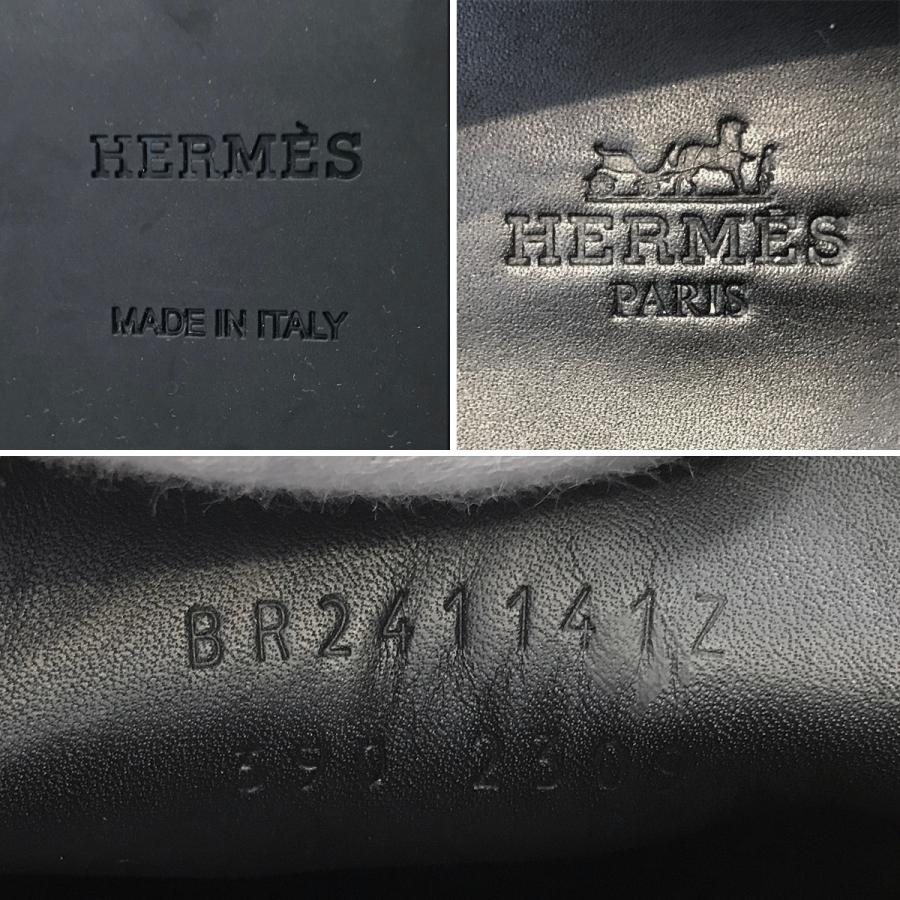 HERMÈS
MADE IN ITALY
HERMÈS
PARIS
BR241141Z